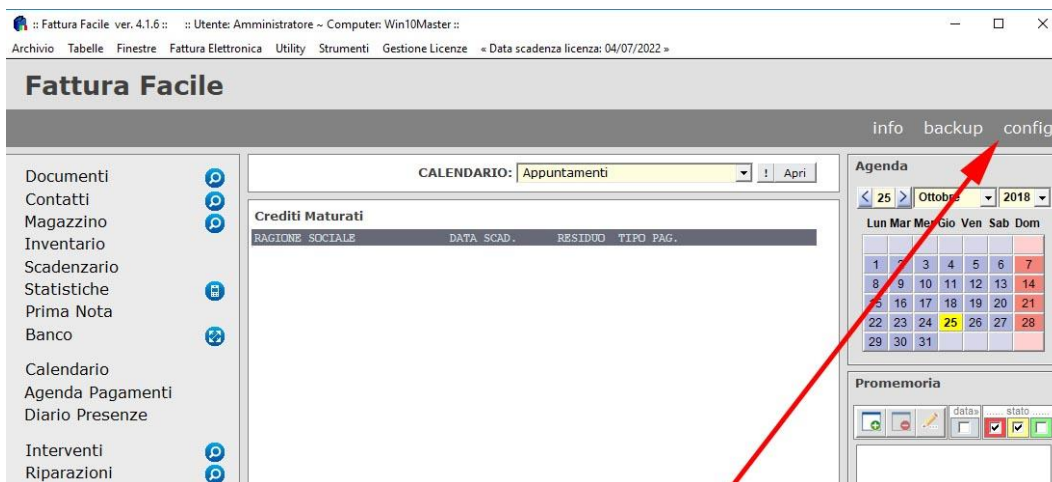 :: Fattura Facile ver. 4.1.6 :: :: Utente: Amministratore ~ Computer: Win10Master ::
Archivio Tabelle Finestre Fattura Elettronica Utility Strumenti Gestione Licenze « Data scadenza licenza: 04/07/2022 »
Fattura Facile
info backup config
Documenti
Contatti
Magazzino
Inventario
Scadenzario
Statistiche
Prima Nota
Banco
Calendario
Agenda Pagamenti
Diario Presenze
Interventi
Riparazioni
CALENDARIO: Appuntamenti ! Apri
Crediti Maturati
RAGIONE SOCIALE DATA SCAD. RESIDUO TIPO PAG.
Agenda
< 25 > Ottobre 2018
Lun Mar Mer Gio Ven Sab Dom
1 2 3 4 5 6 7
8 9 10 11 12 13 14
15 16 17 18 19 20 21
22 23 24 25 26 27 28
29 30 31
Promemoria
data» ...... stato ......